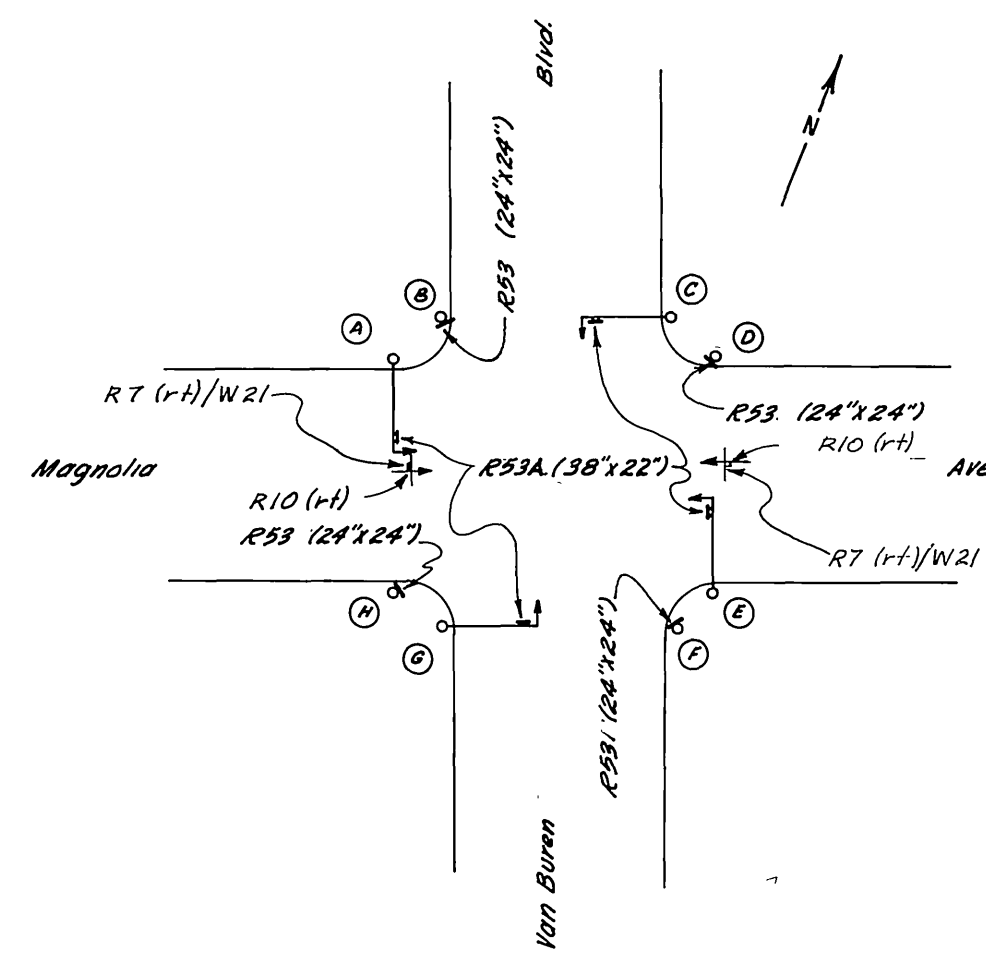 Blvd.
N
R53 (24"x24")
B
C
A
D
R7 (rt)/W21
R53. (24"x24")
R10 (rt)
Magnolia
R53A.(38"x22")
Ave
R10 (rt)
R53 (24"x24")
R7 (rt)/W21
H
E
G
F
R53 (24"x24")
Van Buren